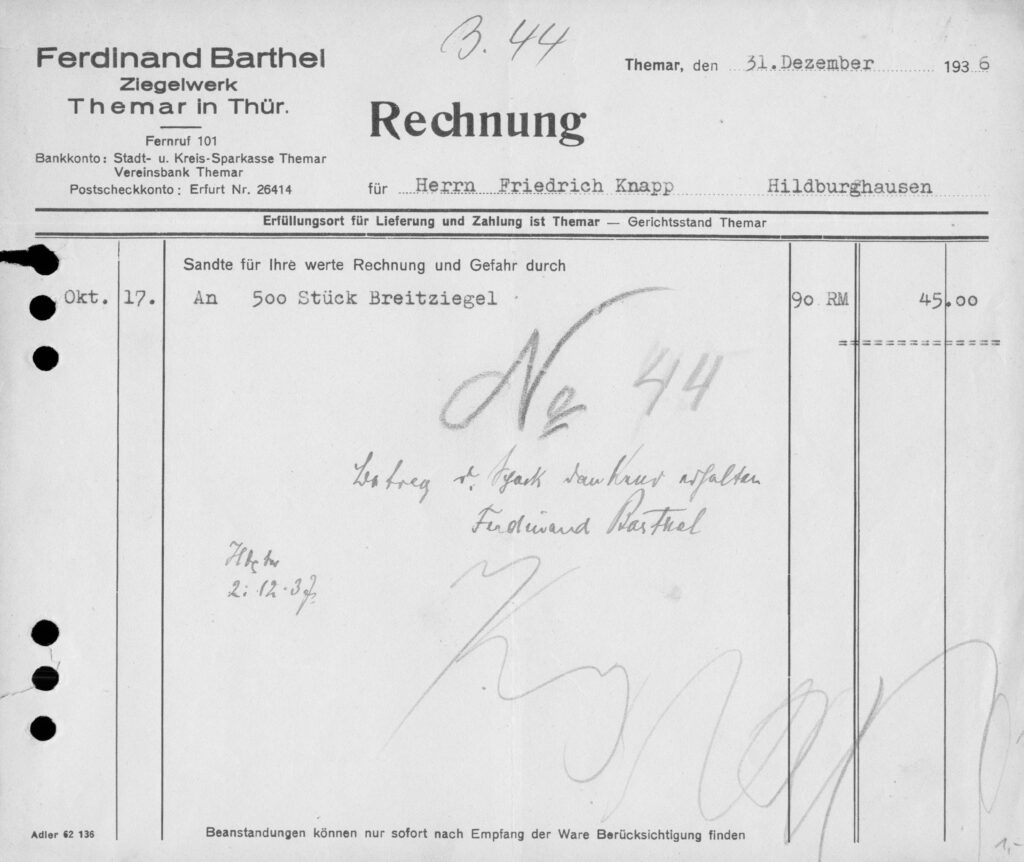 B. 44
Ferdinand Barthel
Ziegelwerk
Themar in Thür.
Fernruf 101
Bankkonto: Stadt- u. Kreis-Sparkasse Themar
Vereinsbank Themar
Postscheckkonto: Erfurt Nr. 26414
Themar, den 31.Dezember 1936
Rechnung
für Herrn Friedrich Knapp Hildburghausen
Erfüllungsort für Lieferung und Zahlung ist Themar — Gerichtsstand Themar
Sandte für Ihre werte Rechnung und Gefahr durch
Okt. 17. An 500 Stück Breitziegel 90 RM 45.00
No 44
Betrag d. dankend erhalten
Ferdinand Barthel
2.12.37
Adler 62 136
Beanstandungen können nur sofort nach Empfang der Ware Berücksichtigung finden
1,-